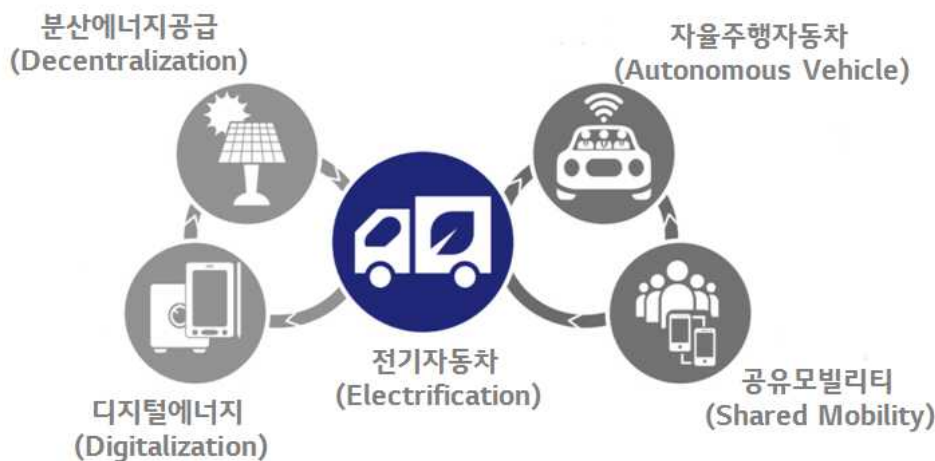 분산에너지공급
(Decentralization)
자율주행자동차
(Autonomous Vehicle)
전기자동차
(Electrification)
디지털에너지
(Digitalization)
공유모빌리티
(Shared Mobility)